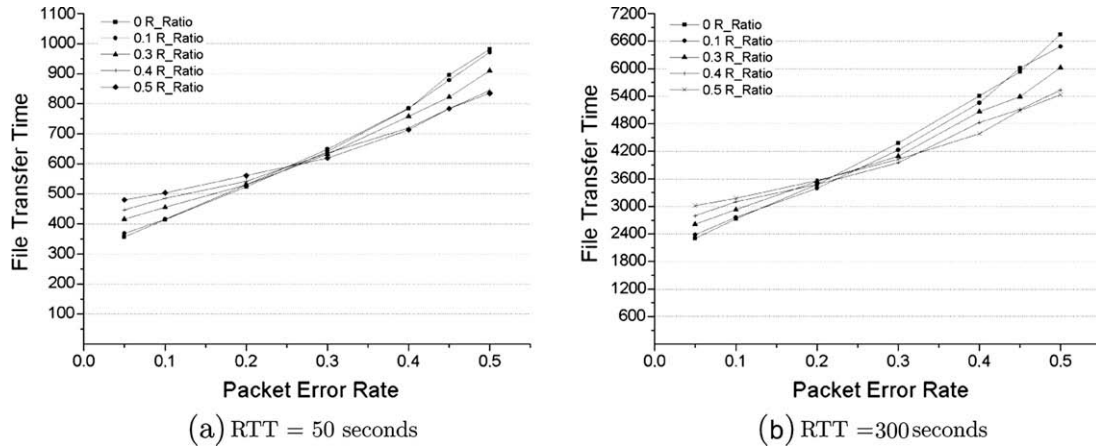 0 R_Ratio
0.1 R_Ratio
0.3 R_Ratio
0.4 R_Ratio
0.5 R_Ratio
1100
1000
900
800
700
600
500
400
300
200
100
File Transfer Time
0.0 0.1 0.2 0.3 0.4 0.5
Packet Error Rate
(a) RTT = 50 seconds
0 R_Ratio
0.1 R_Ratio
0.3 R_Ratio
0.4 R_Ratio
0.5 R_Ratio
7200
6600
6000
5400
4800
4200
3600
3000
2400
1800
1200
600
File Transfer Time
0.0 0.1 0.2 0.3 0.4 0.5
Packet Error Rate
(b) RTT =300seconds